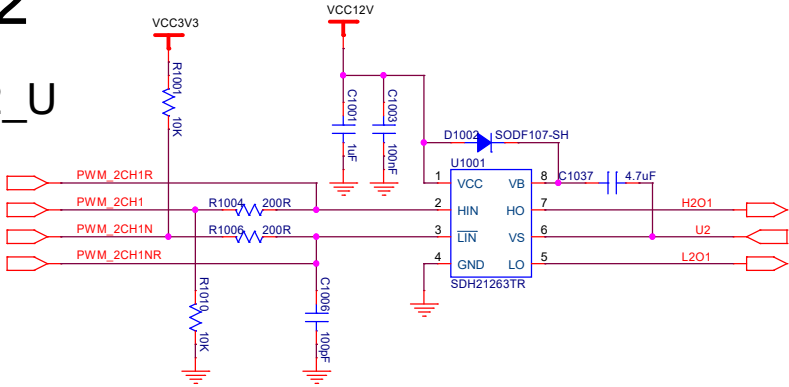 2
_U
VCC3V3
VCC12V
R1001
10K
C1001
1uF
C1003
100nF
D1002
SODF107-SH
U1001
PWM_2CH1R
PWM_2CH1
PWM_2CH1N
PWM_2CH1NR
R1004
200R
R1006
200R
1
2
3
4
VCC
HIN
LIN
GND
VB
HO
VS
LO
8
7
6
5
SDH21263TR
C1037
4.7uF
H2O1
U2
L2O1
R1010
10K
C1006
100pF